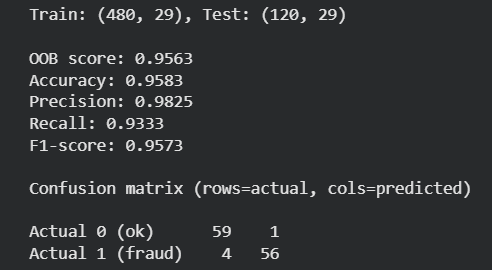 Train: (480, 29), Test: (120, 29)
OOB score: 0.9563
Accuracy: 0.9583
Precision: 0.9825
Recall: 0.9333
F1-score: 0.9573
Confusion matrix (rows=actual, cols=predicted)
Actual 0 (ok) 59 1
Actual 1 (fraud) 4 56